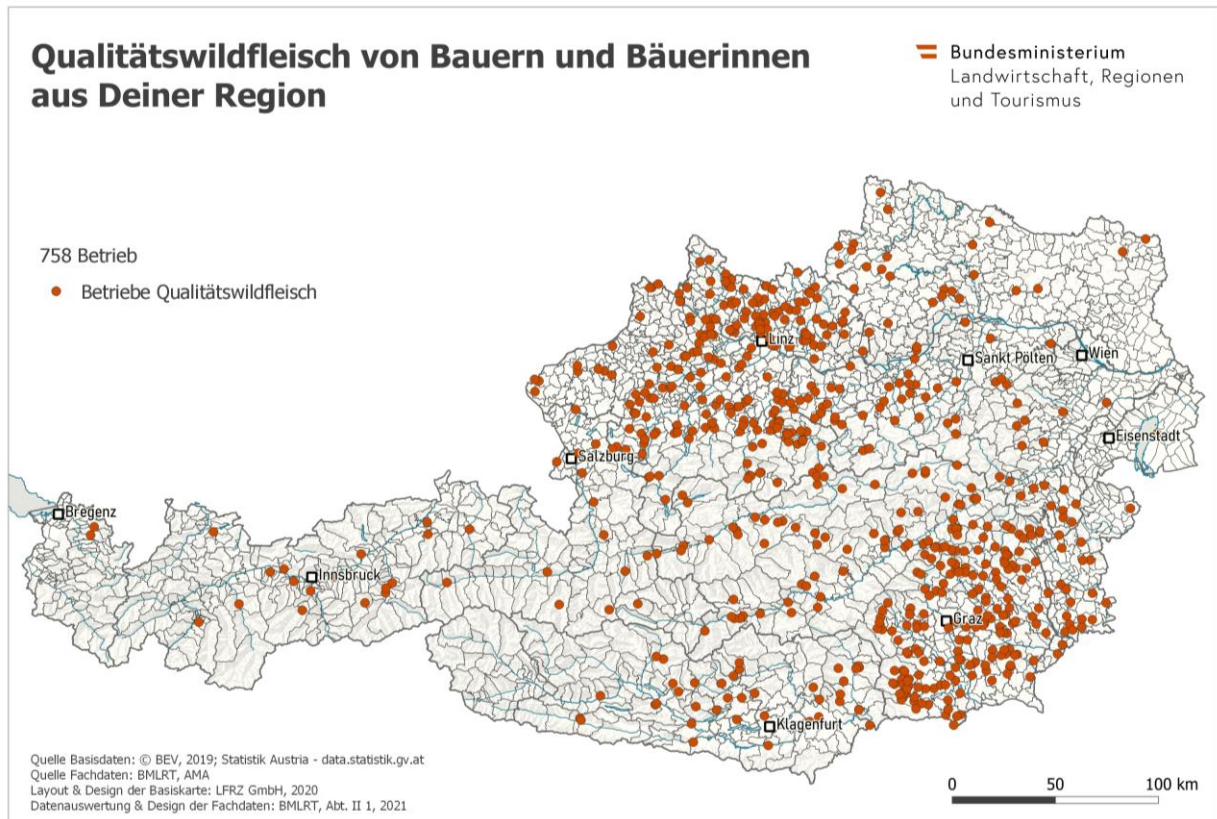 Qualitätswildfleisch von Bauern und Bäuerinnen
aus Deiner Region
Bundesministerium
Landwirtschaft, Regionen
und Tourismus
758 Betrieb
Betriebe Qualitätswildfleisch
Linz
Sankt Pölten
Wien
Eisenstadt
Salzburg
Bregenz
Innsbruck
Graz
Klagenfurt
Quelle Basisdaten: © BEV, 2019; Statistik Austria - data.statistik.gv.at
Quelle Fachdaten: BMLRT, AMA
Layout & Design der Basiskarte: LFRZ GmbH, 2020
Datenauswertung & Design der Fachdaten: BMLRT, Abt. II 1, 2021
0 50 100 km